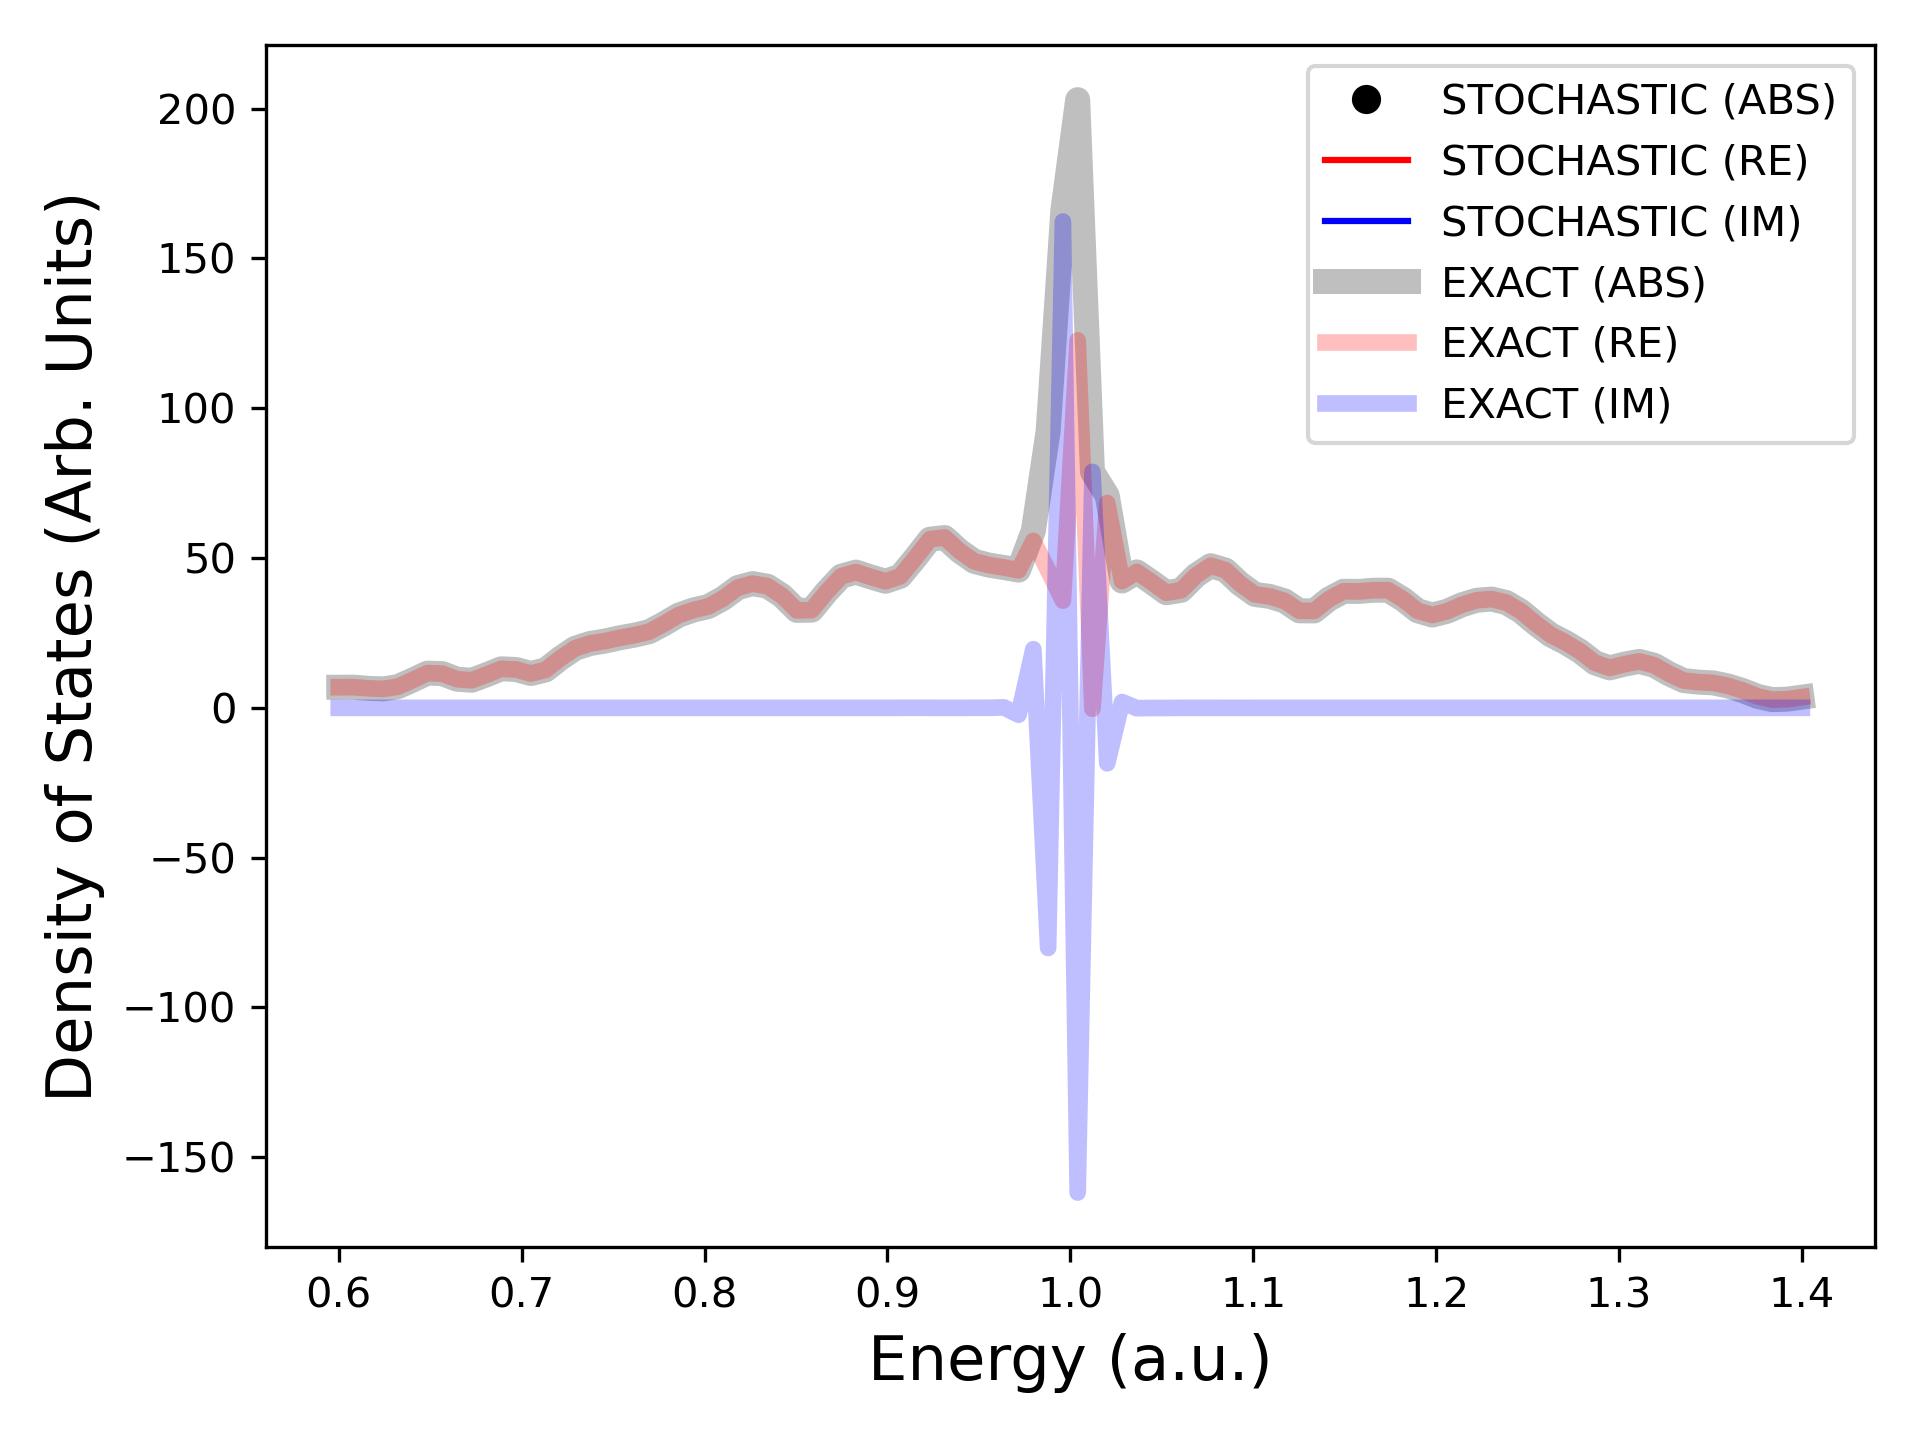 200
150
100
50
0
−50
−100
−150
Density of States (Arb. Units)
STOCHASTIC (ABS)
STOCHASTIC (RE)
STOCHASTIC (IM)
EXACT (ABS)
EXACT (RE)
EXACT (IM)
0.6 0.7 0.8 0.9 1.0 1.1 1.2 1.3 1.4
Energy (a.u.)